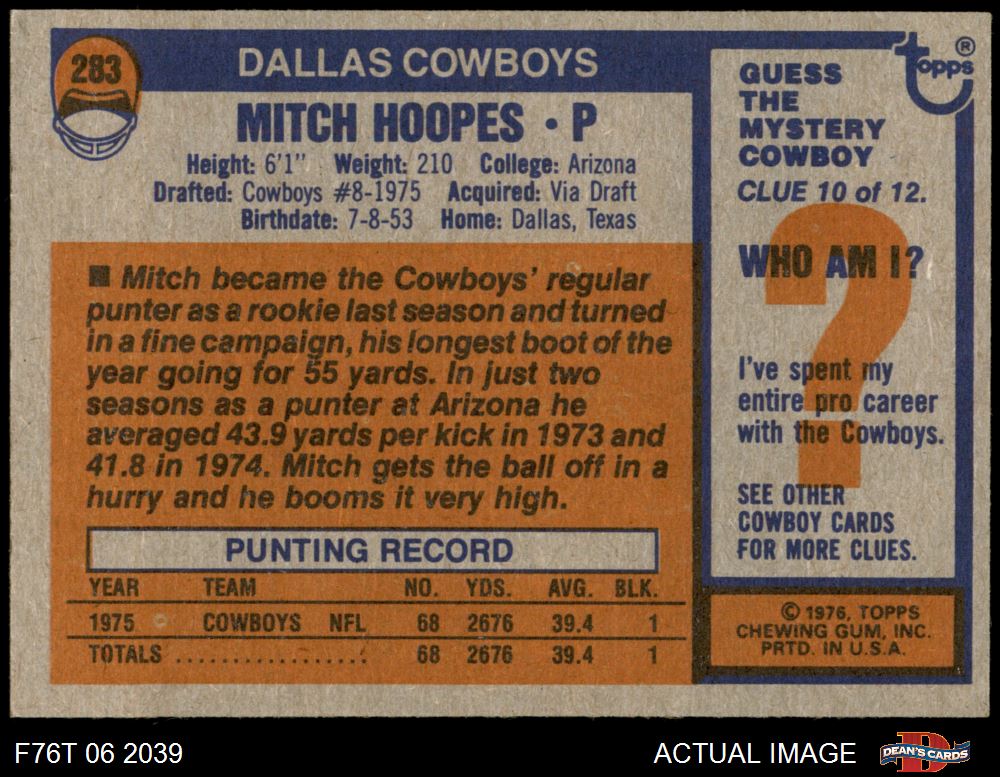 283
DALLAS COWBOYS
MITCH HOOPES • P
Height: 6'1" Weight: 210 College: Arizona
Drafted: Cowboys #8-1975 Acquired: Via Draft
Birthdate: 7-8-53 Home: Dallas, Texas
■ Mitch became the Cowboys' regular
punter as a rookie last season and turned
in a fine campaign, his longest boot of the
year going for 55 yards. In just two
seasons as a punter at Arizona he
averaged 43.9 yards per kick in 1973 and
41.8 in 1974. Mitch gets the ball off in a
hurry and he booms it very high.
PUNTING RECORD
YEAR TEAM NO. YDS. AVG. BLK.
1975 COWBOYS NFL 68 2676 39.4 1
TOTALS .................. 68 2676 39.4 1
topps ®
GUESS
THE
MYSTERY
COWBOY
CLUE 10 of 12.
?
WHO AM I?
I've spent my
entire pro career
with the Cowboys.
SEE OTHER
COWBOY CARDS
FOR MORE CLUES.
© 1976, TOPPS
CHEWING GUM, INC.
PRTD. IN U.S.A.
F76T 06 2039
ACTUAL IMAGE
D
DEAN'S CARDS